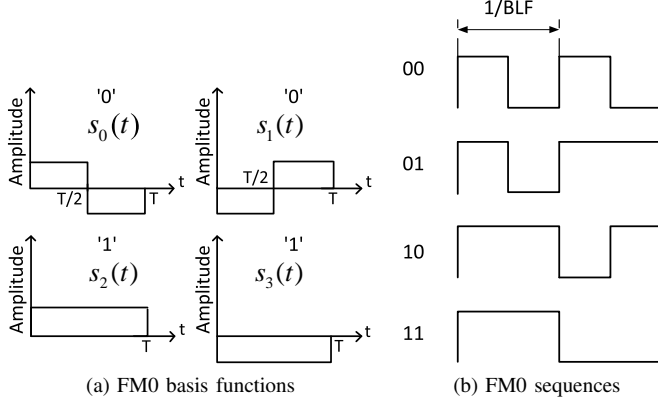 '0'
s₀(t)
Amplitude
T/2
T
t
'0'
s₁(t)
Amplitude
T/2
T
t
'1'
s₂(t)
Amplitude
T
t
'1'
s₃(t)
Amplitude
T
t
(a) FM0 basis functions
1/BLF
00
01
10
11
(b) FM0 sequences